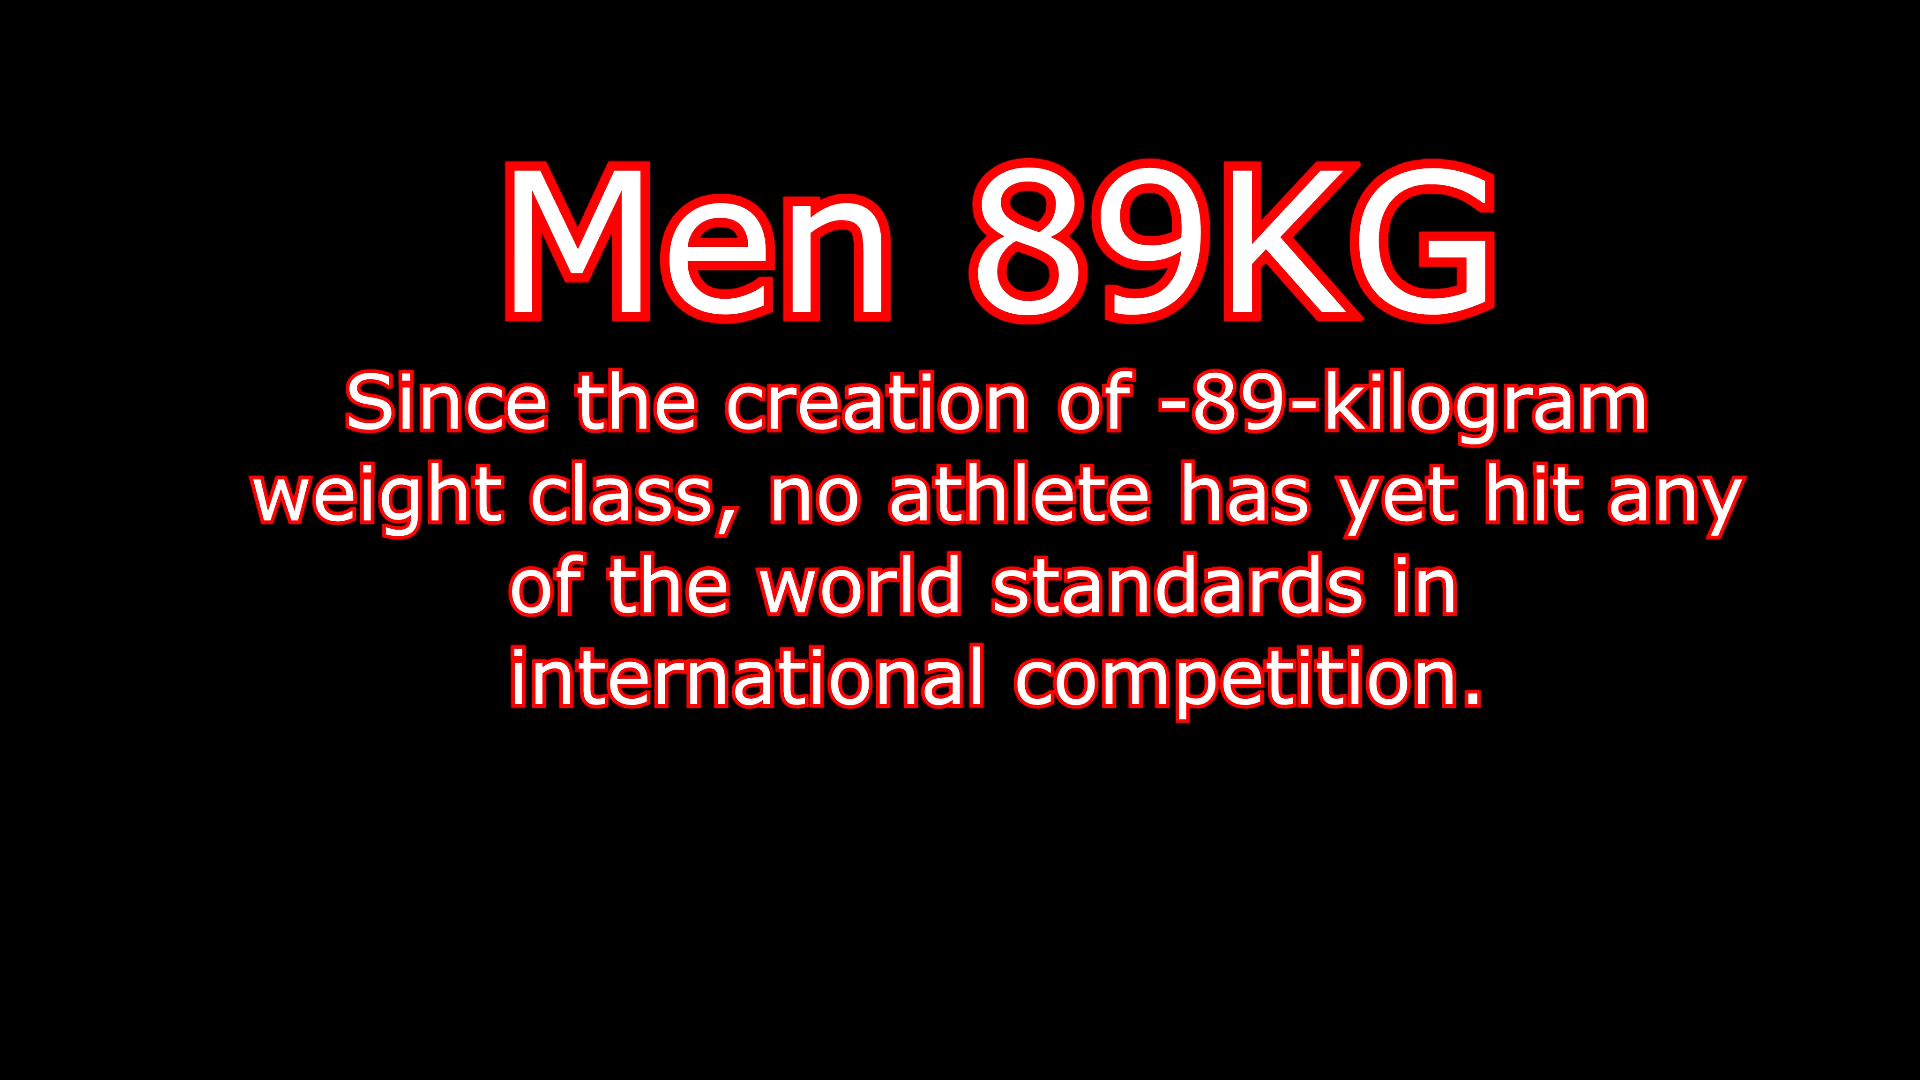 Men 89KG
Since the creation of -89-kilogram
weight class, no athlete has yet hit any
of the world standards in
international competition.